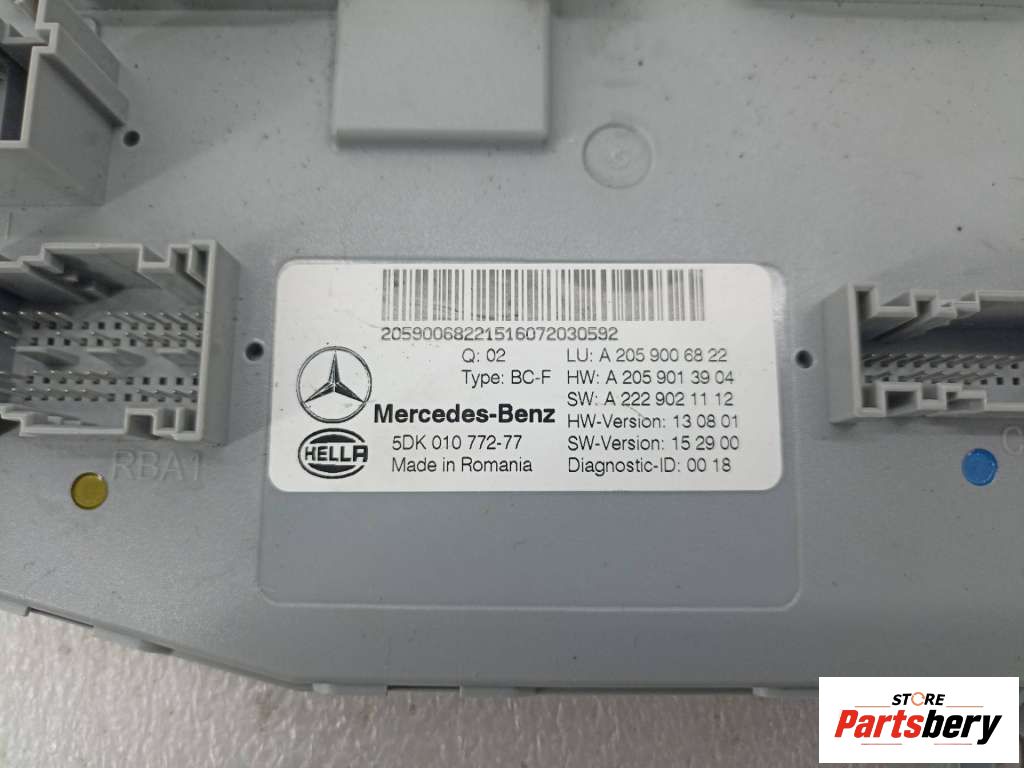 20590068221516072030592
Q: 02
LU: A 205 900 68 22
Type: BC-F
HW: A 205 901 39 04
SW: A 222 902 11 12
Mercedes-Benz
HW-Version: 13 08 01
HELLA
5DK 010 772-77
SW-Version: 15 29 00
Made in Romania
Diagnostic-ID: 00 18
RBA1
STORE
Partsbery